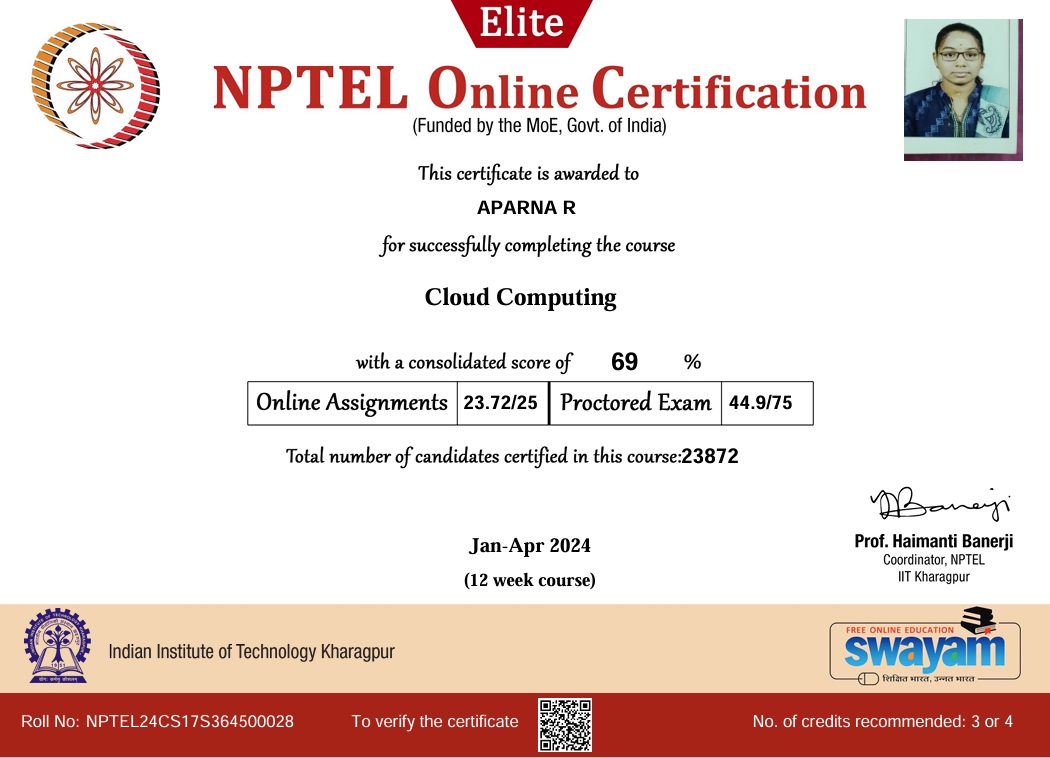 Elite
NPTEL Online Certification
(Funded by the MoE, Govt. of India)
This certificate is awarded to
APARNA R
for successfully completing the course
Cloud Computing
with a consolidated score of 69 %
Online Assignments 23.72/25 Proctored Exam 44.9/75
Total number of candidates certified in this course:23872
Jan-Apr 2024
(12 week course)
Prof. Haimanti Banerji
Coordinator, NPTEL
IIT Kharagpur
Indian Institute of Technology Kharagpur
FREE ONLINE EDUCATION
swayam
शिक्षित भारत, उन्नत भारत
Roll No: NPTEL24CS17S364500028 To verify the certificate No. of credits recommended: 3 or 4